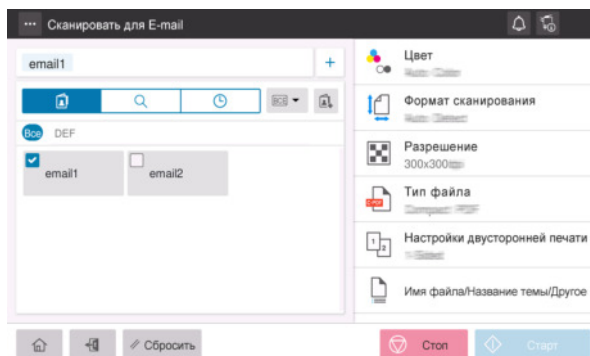 Сканировать для E-mail
email1
Все DEF
email1
email2
Цвет
Формат сканирования
Разрешение
300x300
Тип файла
Настройки двусторонней печати
Имя файла/Название темы/Другое
Сбросить
Стоп
Старт